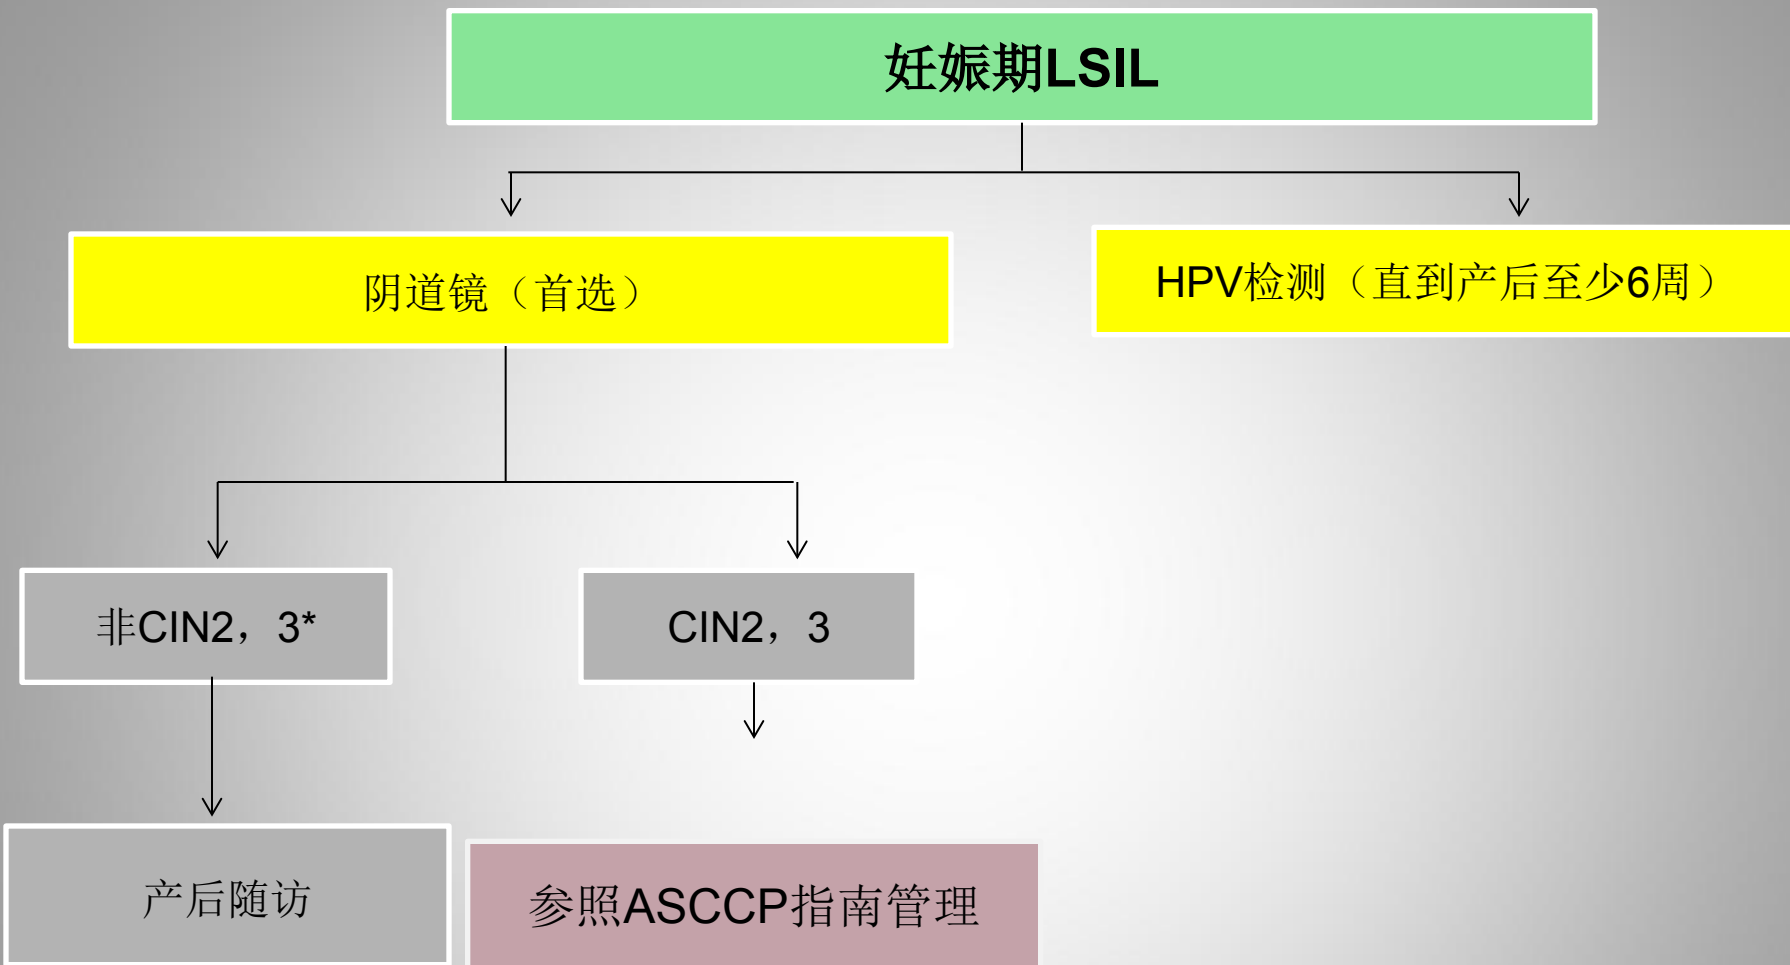 妊娠期LSIL
阴道镜（首选）
HPV检测（直到产后至少6周）
非CIN2，3*
CIN2，3
产后随访
参照ASCCP指南管理